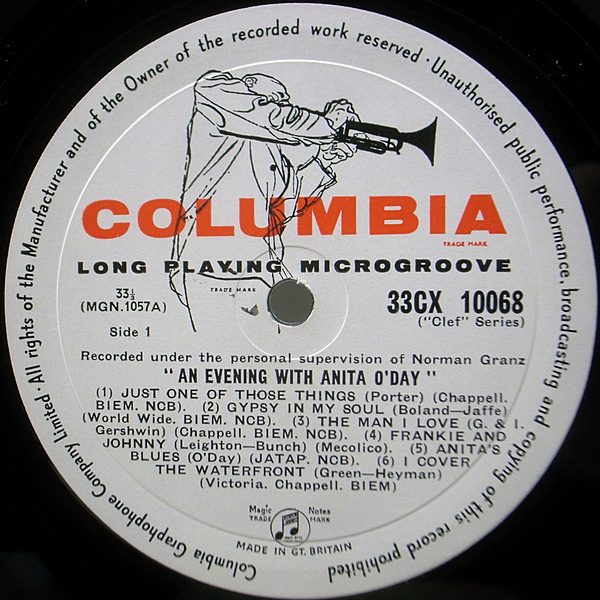 All rights of the Manufacturer and of the Owner of the recorded work reserved · Unauthorised public performance, broadcasting and copying of this record prohibited
COLUMBIA
TRADE MARK
LONG PLAYING MICROGROOVE
TRADE MARK
33⅓
(MGN.1057A)
33CX 10068
("Clef" Series)
Side 1
Recorded under the personal supervision of Norman Granz
"AN EVENING WITH ANITA O'DAY"
(1) JUST ONE OF THOSE THINGS (Porter) (Chappell.
BIEM. NCB). (2) GYPSY IN MY SOUL (Boland—Jaffe)
(World Wide. BIEM. NCB). (3) THE MAN I LOVE (G. & I.
Gershwin) (Chappell. BIEM. NCB). (4) FRANKIE AND
JOHNNY (Leighton—Bunch) (Mecolico). (5) ANITA'S
BLUES (O'Day) (JATAP. NCB). (6) I COVER
THE WATERFRONT (Green—Heyman)
(Victoria. Chappell. BIEM)
Magic Notes
TRADE MARK
MADE IN GT. BRITAIN
Columbia Graphophone Company Limited ·